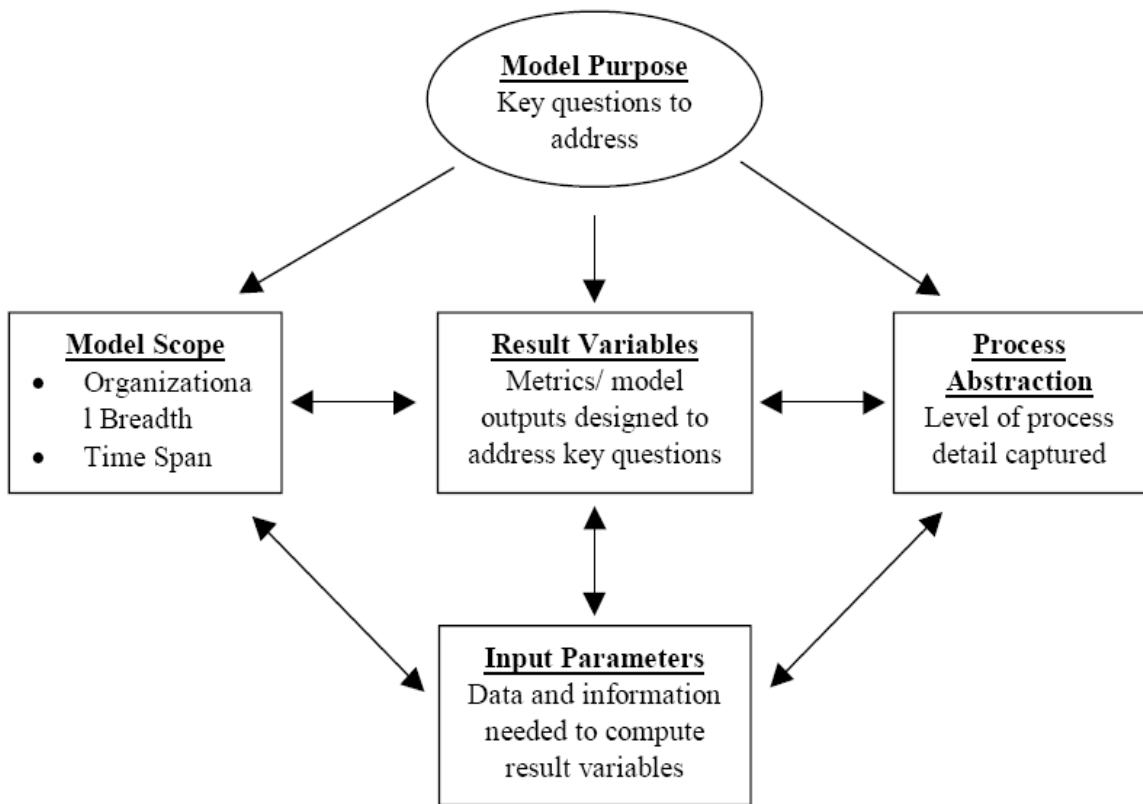 Model Purpose
Key questions to
address
Model Scope
• Organizationa
l Breadth
• Time Span
Result Variables
Metrics/ model
outputs designed to
address key questions
Process
Abstraction
Level of process
detail captured
Input Parameters
Data and information
needed to compute
result variables